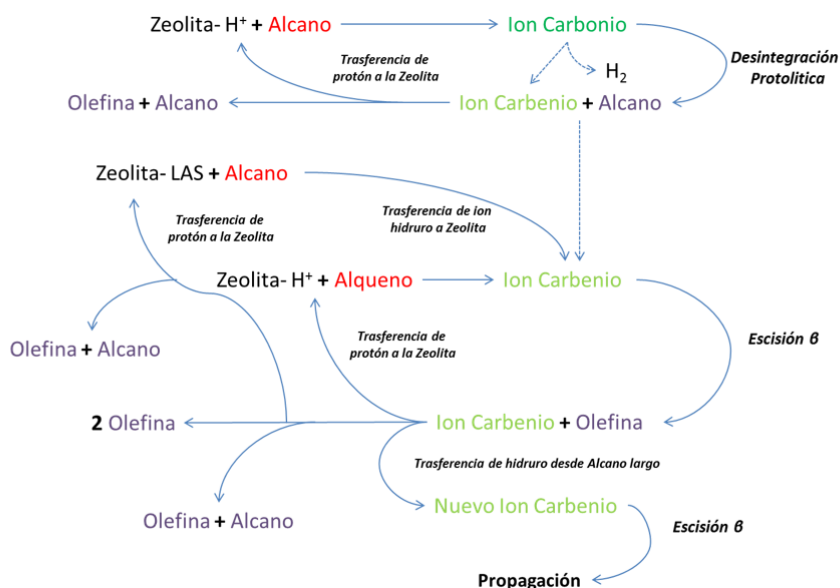 Zeolita- H⁺ + Alcano
Ion Carbonio
Trasferencia de
protón a la Zeolita
H₂
Desintegración
Protolitica
Olefina + Alcano
Ion Carbenio + Alcano
Zeolita- LAS + Alcano
Trasferencia de
protón a la Zeolita
Trasferencia de ion
hidruro a Zeolita
Zeolita- H⁺ + Alqueno
Ion Carbenio
Olefina + Alcano
Trasferencia de
protón a la Zeolita
Escisión β
2 Olefina
Ion Carbenio + Olefina
Trasferencia de hidruro desde Alcano largo
Olefina + Alcano
Nuevo Ion Carbenio
Escisión β
Propagación